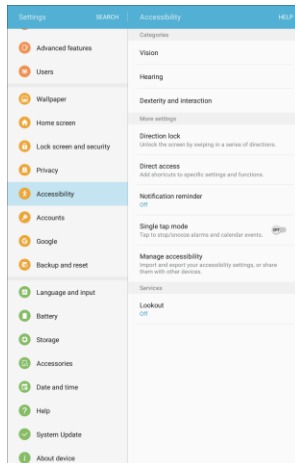 Settings
SEARCH
Advanced features
Users
Wallpaper
Home screen
Lock screen and security
Privacy
Accessibility
Accounts
Google
Backup and reset
Language and input
Battery
Storage
Accessories
Date and time
Help
System Update
About device
Accessibility
HELP
Categories
Vision
Hearing
Dexterity and interaction
More settings
Direction lock
Unlock the screen by swiping in a series of directions.
Direct access
Add shortcuts to specific settings and functions.
Notification reminder
Off
Single tap mode
Tap to stop/snooze alarms and calendar events.
OFF
Manage accessibility
Import and export your accessibility settings, or share
them with other devices.
Services
Lookout
Off